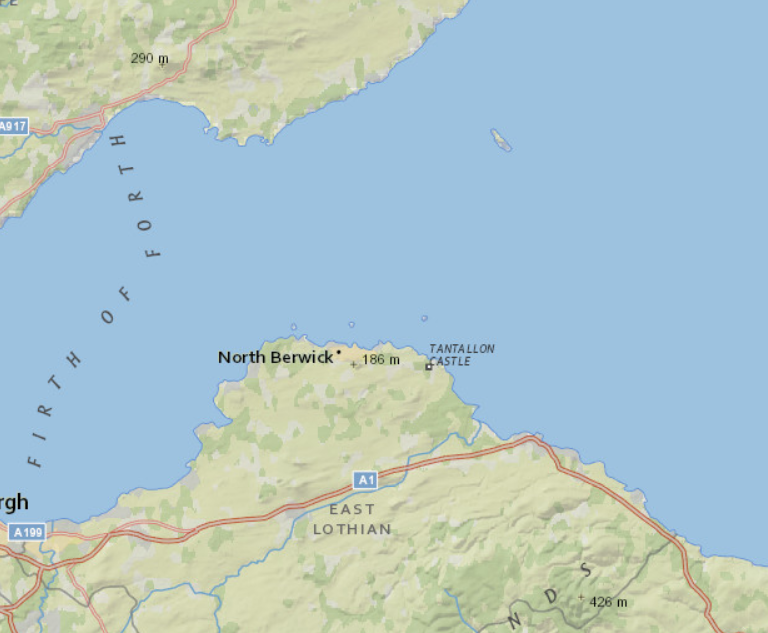 290 m
A917
FIRTH OF FORTH
North Berwick
186 m
TANTALLON
CASTLE
A1
rgh
EAST
LOTHIAN
A199
N D S
426 m